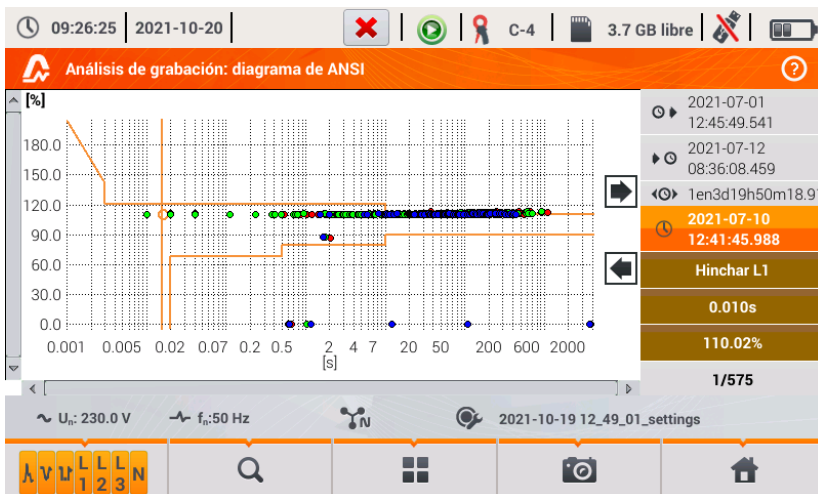 09:26:25 2021-10-20 C-4 3.7 GB libre
Análisis de grabación: diagrama de ANSI ?
[%]
180.0
150.0
120.0
90.0
60.0
30.0
0.0
0.001 0.005 0.02 0.07 0.2 0.5 2 4 7 20 50 200 600 2000
[s]
2021-07-01
12:45:49.541
2021-07-12
08:36:08.459
1en3d19h50m18.9
2021-07-10
12:41:45.988
Hinchar L1
0.010s
110.02%
1/575
Un: 230.0 V fn:50 Hz N 2021-10-19 12_49_01_settings
L L L N
1 2 3